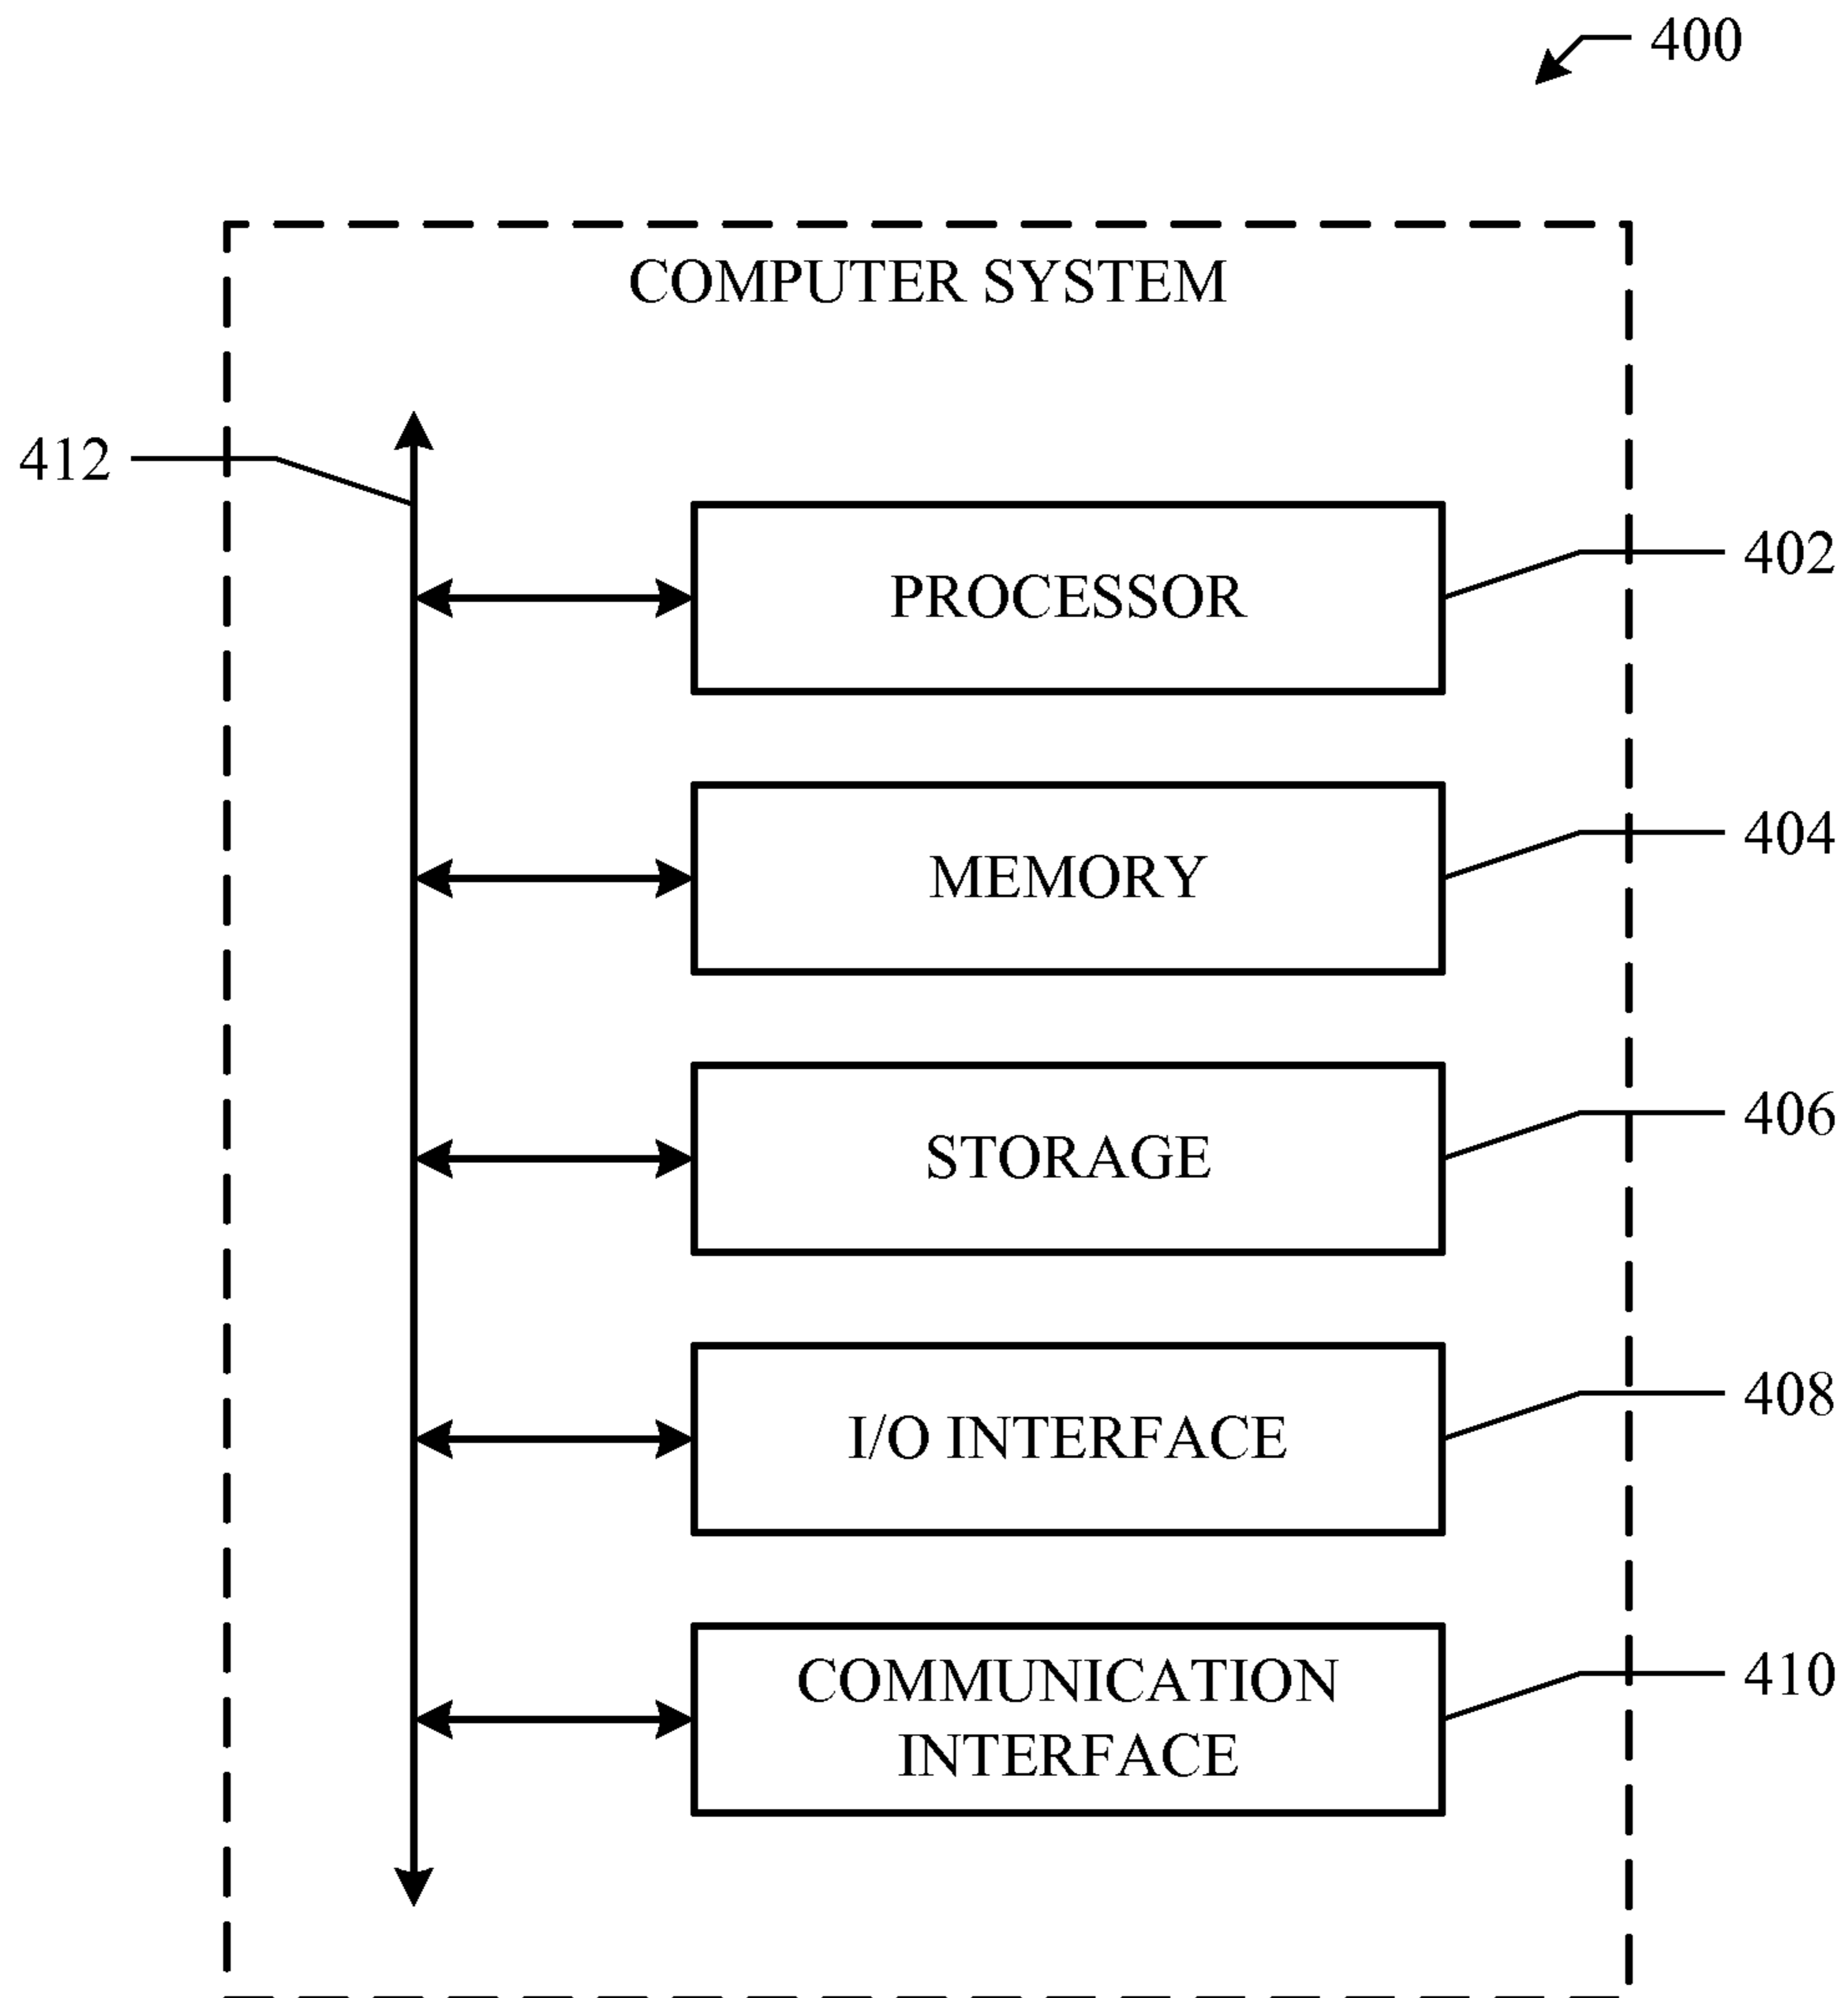 400
COMPUTER SYSTEM
412
PROCESSOR
402
MEMORY
404
STORAGE
406
I/O INTERFACE
408
COMMUNICATION
INTERFACE
410